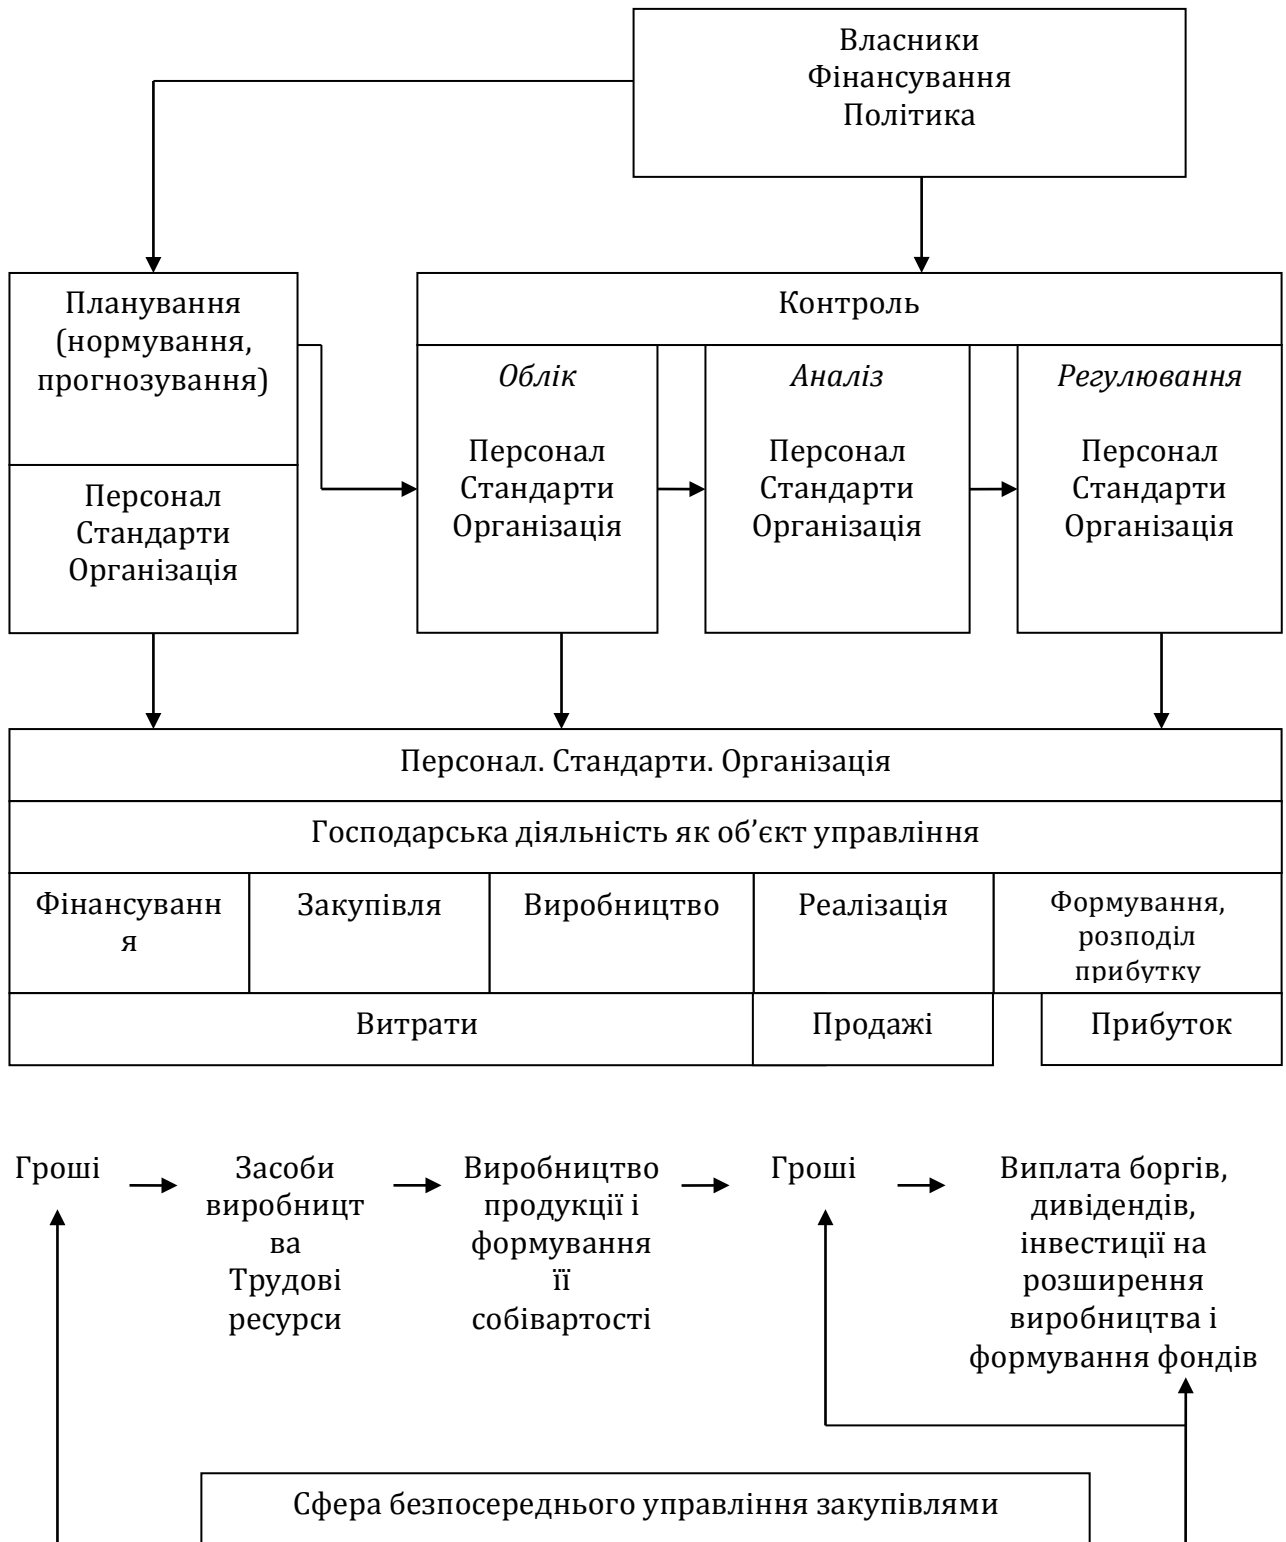 Власники
Фінансування
Політика
Планування
(нормування,
прогнозування)
Персонал
Стандарти
Організація
Контроль
Облік
Персонал
Стандарти
Організація
Аналіз
Персонал
Стандарти
Організація
Регулювання
Персонал
Стандарти
Організація
Персонал. Стандарти. Організація
Господарська діяльність як об’єкт управління
Фінансуванн
я
Закупівля
Виробництво
Реалізація
Формування,
розподіл
прибутку
Витрати
Продажі
Прибуток
Гроші
Засоби
виробницт
ва
Трудові
ресурси
Виробництво
продукції і
формування
її
собівартості
Гроші
Виплата боргів,
дивідендів,
інвестиції на
розширення
виробництва і
формування фондів
Сфера безпосереднього управління закупівлями